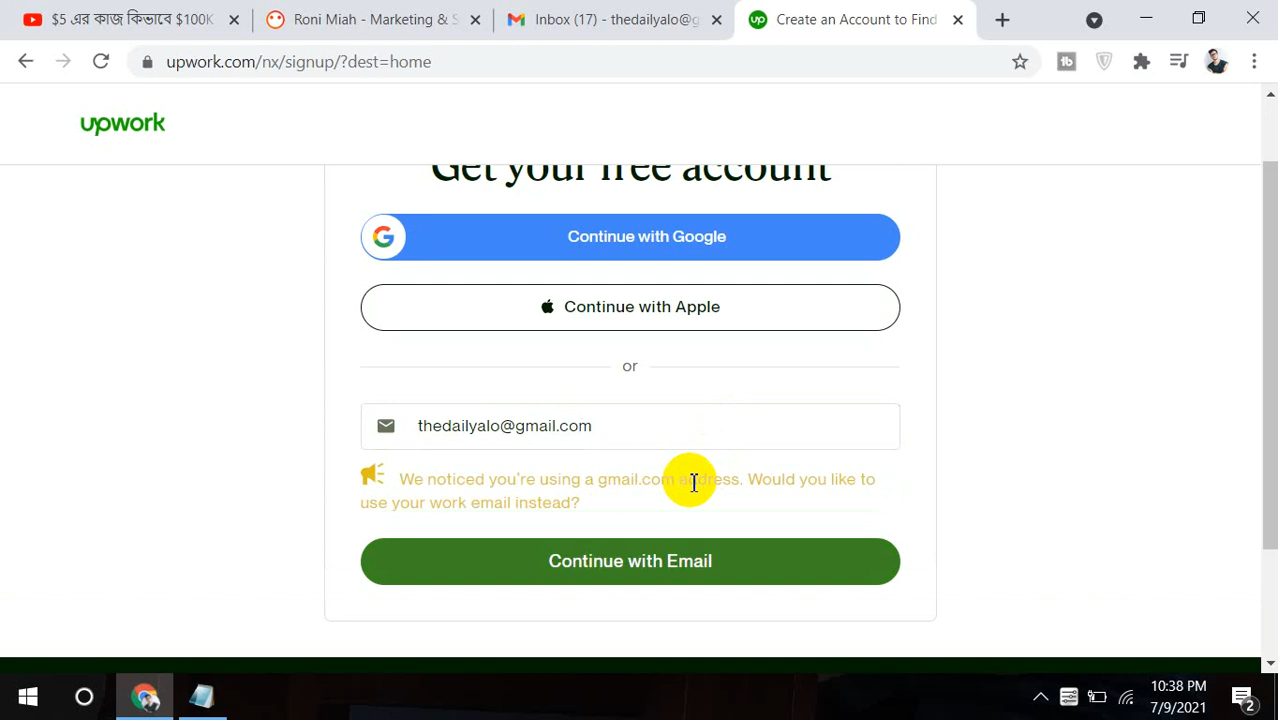 $5 এর কাজ কিভাবে $100K
Roni Miah - Marketing & S
Inbox (17) - thedailyalo@g
up
Create an Account to Find
upwork.com/nx/signup/?dest=home
upwork
Get your free account
Continue with Google
Continue with Apple
or
thedailyalo@gmail.com
We noticed you're using a gmail.com address. Would you like to
use your work email instead?
Continue with Email
10:38 PM
7/9/2021
2